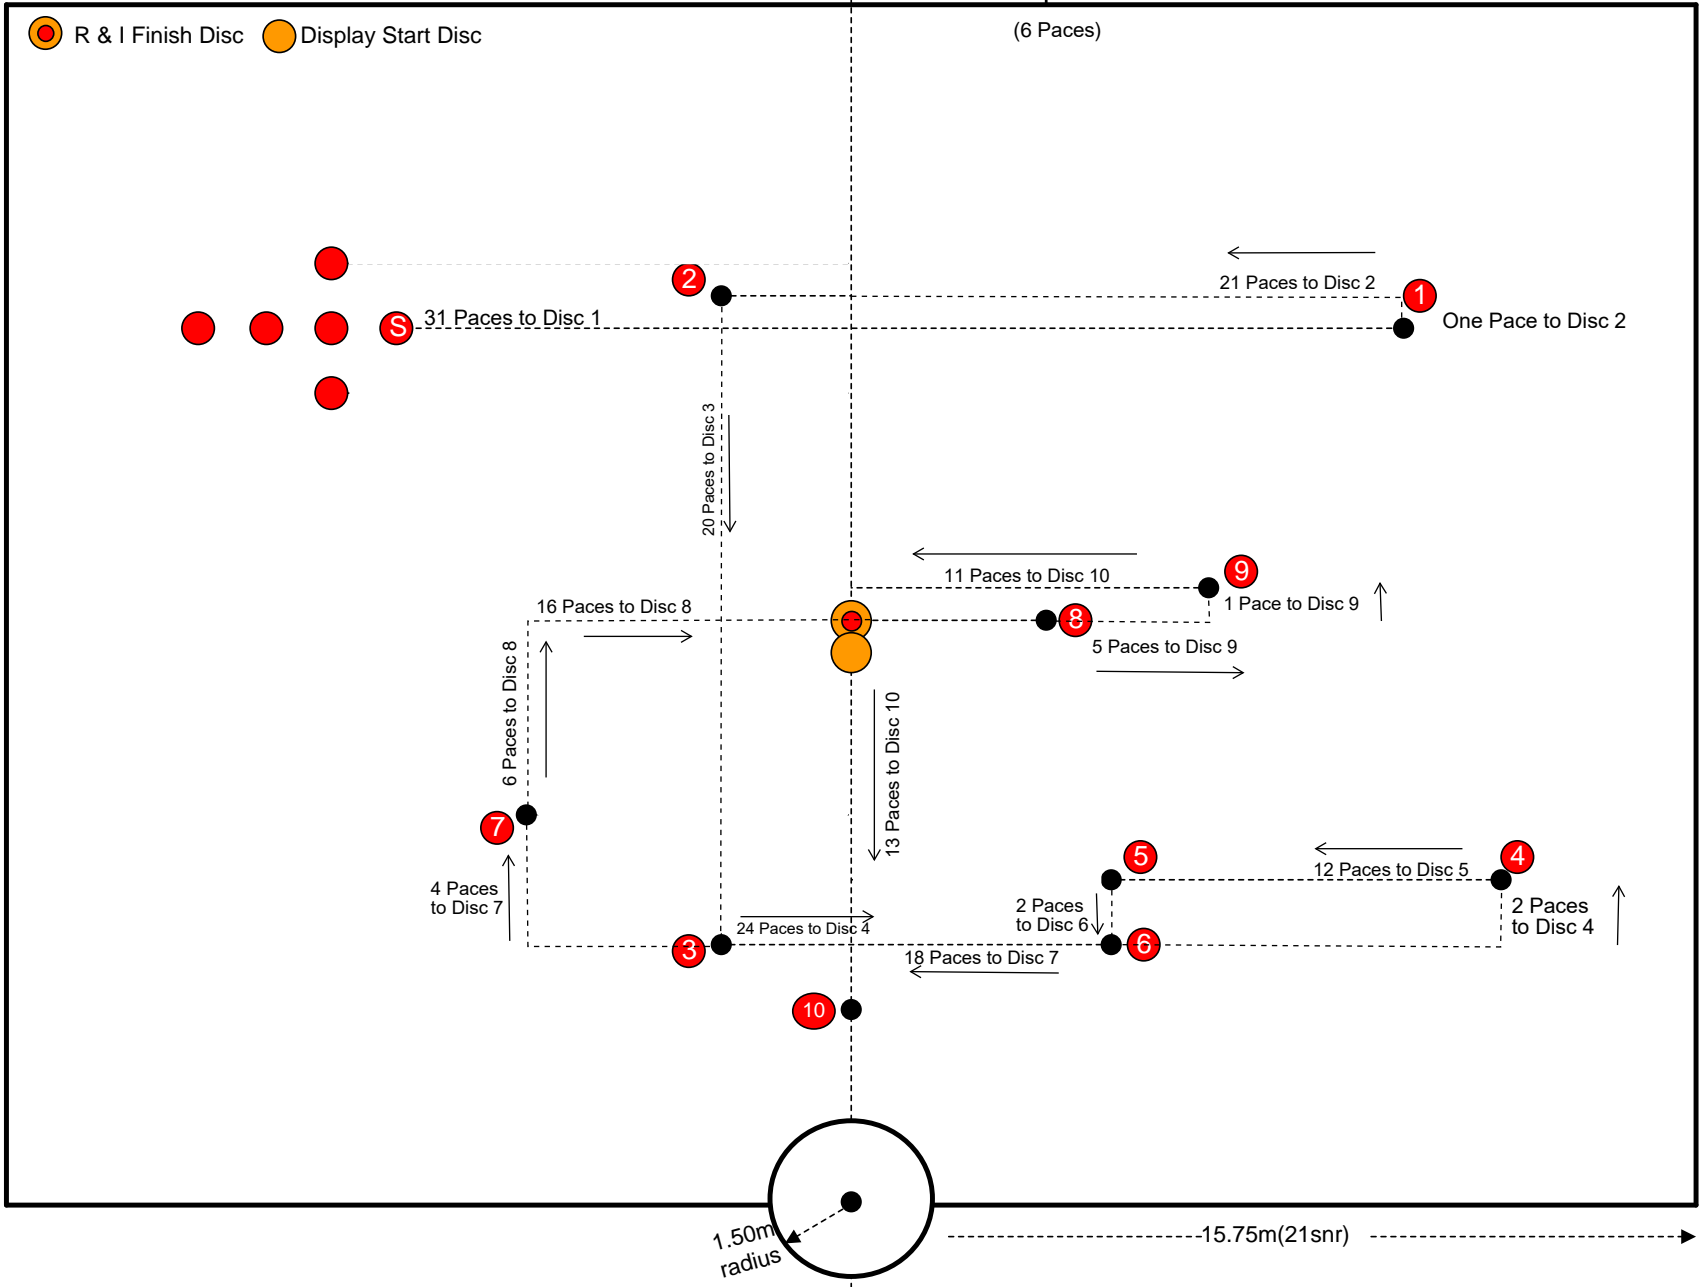 R & I Finish Disc
Display Start Disc
(6 Paces)
2
21 Paces to Disc 2
1
S
31 Paces to Disc 1
One Pace to Disc 2
20 Paces to Disc 3
11 Paces to Disc 10
9
1 Pace to Disc 9
16 Paces to Disc 8
8
5 Paces to Disc 9
6 Paces to Disc 8
13 Paces to Disc 10
7
5
4
12 Paces to Disc 5
4 Paces
to Disc 7
2 Paces
to Disc 6
2 Paces
to Disc 4
24 Paces to Disc 4
3
6
18 Paces to Disc 7
10
1.50m
radius
15.75m(21snr)